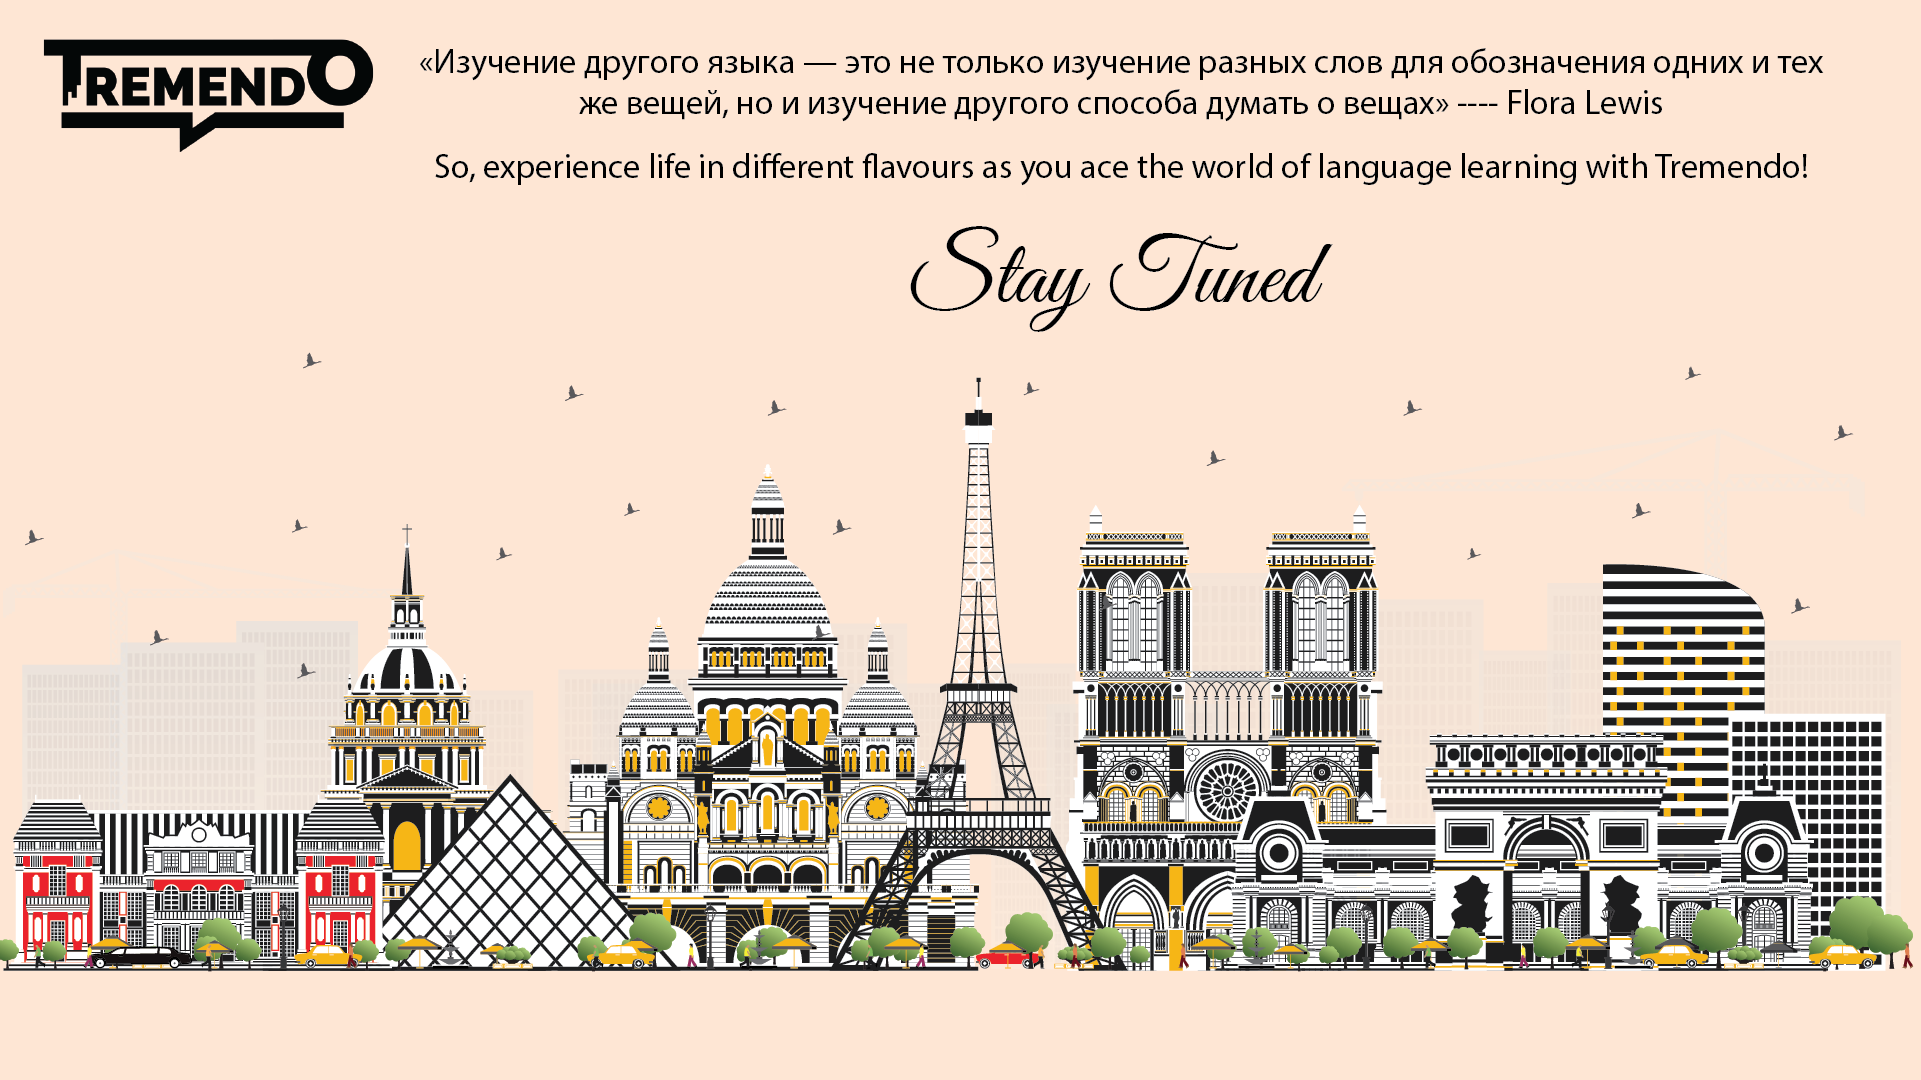 TREMENDO
«Изучение другого языка — это не только изучение разных слов для обозначения одних и тех
же вещей, но и изучение другого способа думать о вещах» ---- Flora Lewis
So, experience life in different flavours as you ace the world of language learning with Tremendo!
Stay Tuned